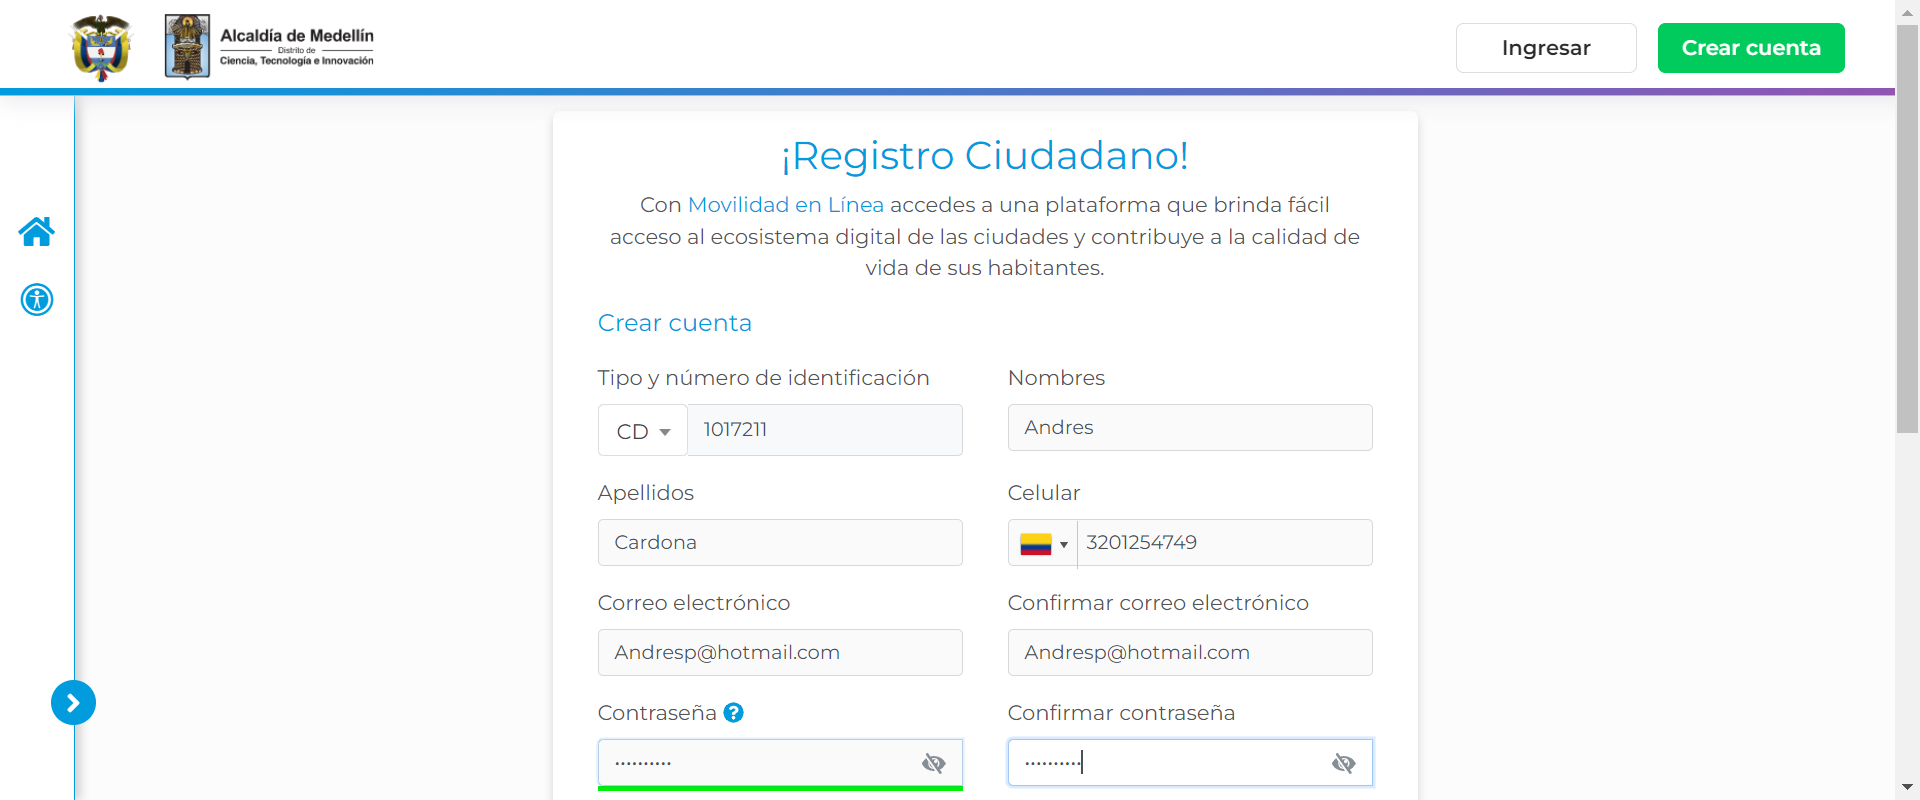 Alcaldía de Medellín
Distrito de
Ciencia, Tecnología e Innovación
Ingresar
Crear cuenta
¡Registro Ciudadano!
Con Movilidad en Línea accedes a una plataforma que brinda fácil
acceso al ecosistema digital de las ciudades y contribuye a la calidad de
vida de sus habitantes.
Crear cuenta
Tipo y número de identificación
Nombres
CD
1017211
Andres
Apellidos
Celular
Cardona
3201254749
Correo electrónico
Confirmar correo electrónico
Andresp@hotmail.com
Andresp@hotmail.com
Contraseña ?
Confirmar contraseña
··········
··········